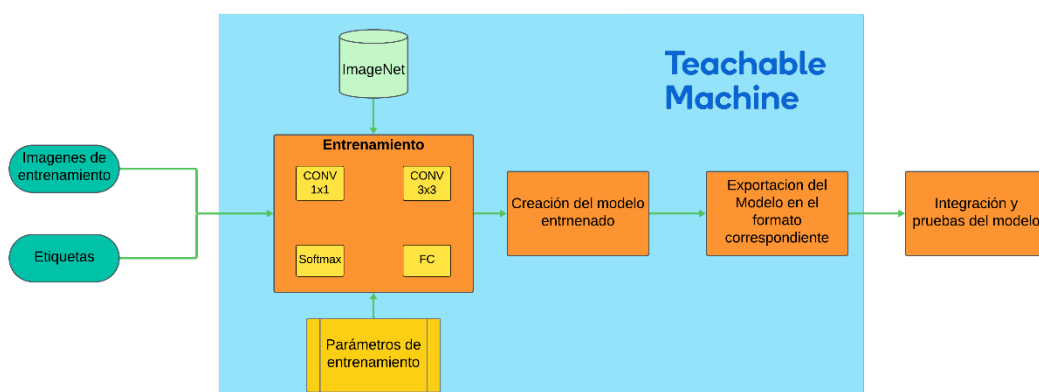 ImageNet
Teachable
Machine
Imagenes de
entrenamiento
Etiquetas
Entrenamiento
CONV
1x1
CONV
3x3
Softmax
FC
Parámetros de
entrenamiento
Creación del modelo
entrnenado
Exportacion del
Modelo en el
formato
correspondiente
Integración y
pruebas del modelo